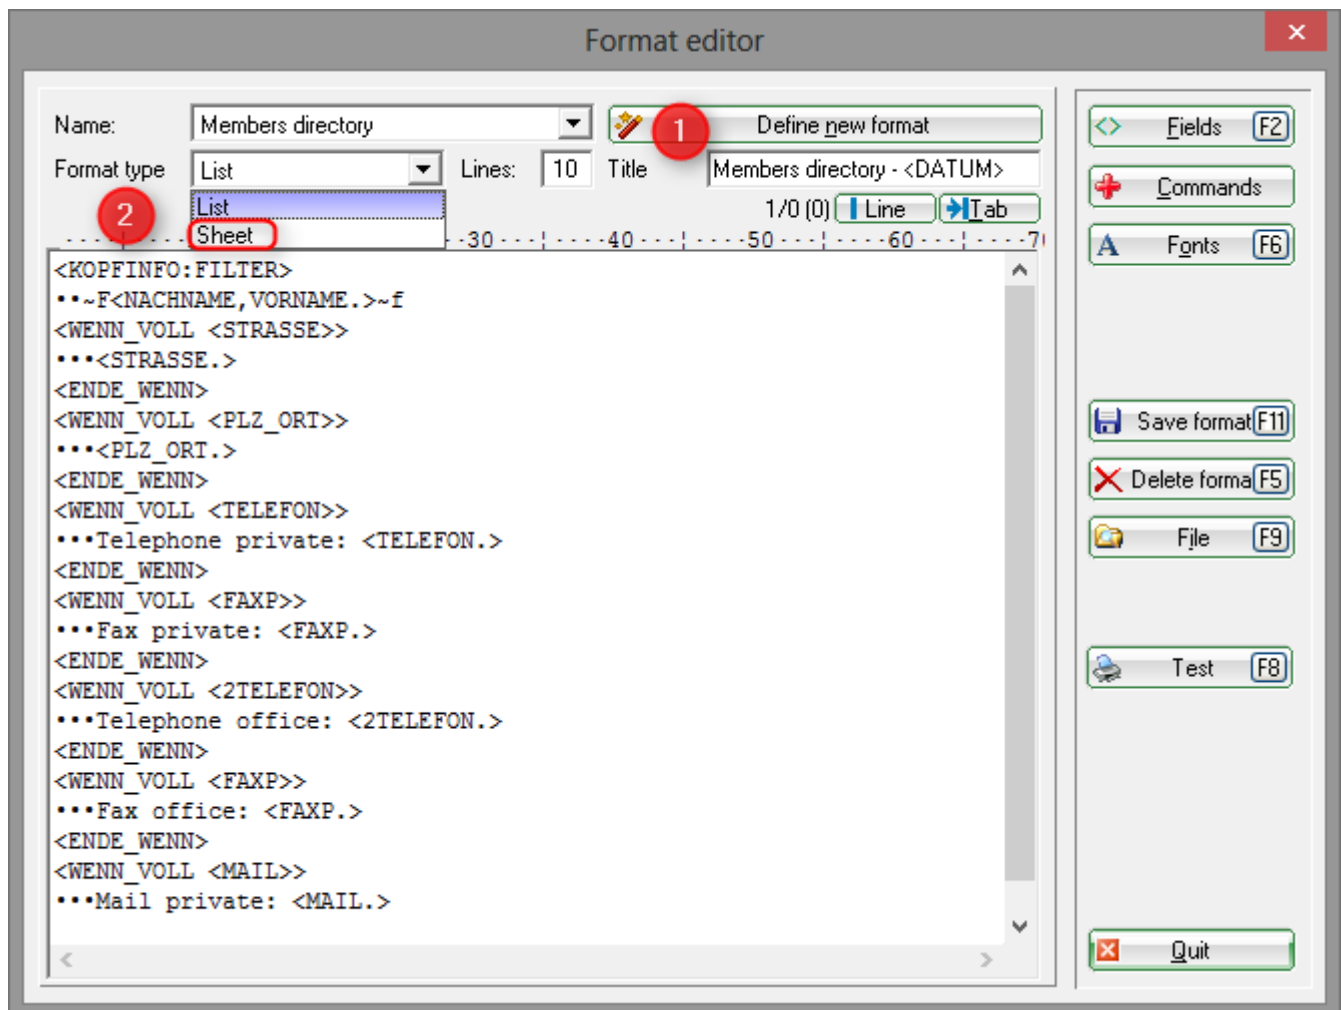 Format editor
Name: Members directory 1 Define new format
Format type List Lines: 10 Title Members directory - <DATUM>
2 List 1/0 (0) Line Tab
Sheet
--30---¦----40---¦----50---¦----60---¦----7
<KOPFINFO:FILTER>
••~F<NACHNAME,VORNAME.>~f
<WENN_VOLL <STRASSE>>
•••<STRASSE.>
<ENDE_WENN>
<WENN_VOLL <PLZ_ORT>>
•••<PLZ_ORT.>
<ENDE_WENN>
<WENN_VOLL <TELEFON>>
•••Telephone private: <TELEFON.>
<ENDE_WENN>
<WENN_VOLL <FAXP>>
•••Fax private: <FAXP.>
<ENDE_WENN>
<WENN_VOLL <2TELEFON>>
•••Telephone office: <2TELEFON.>
<ENDE_WENN>
<WENN_VOLL <FAXP>>
•••Fax office: <FAXP.>
<ENDE_WENN>
<WENN_VOLL <MAIL>>
•••Mail private: <MAIL.>
<> Fields F2
Commands
A Fonts F6
Save format F11
Delete forma F5
File F9
Test F8
Quit